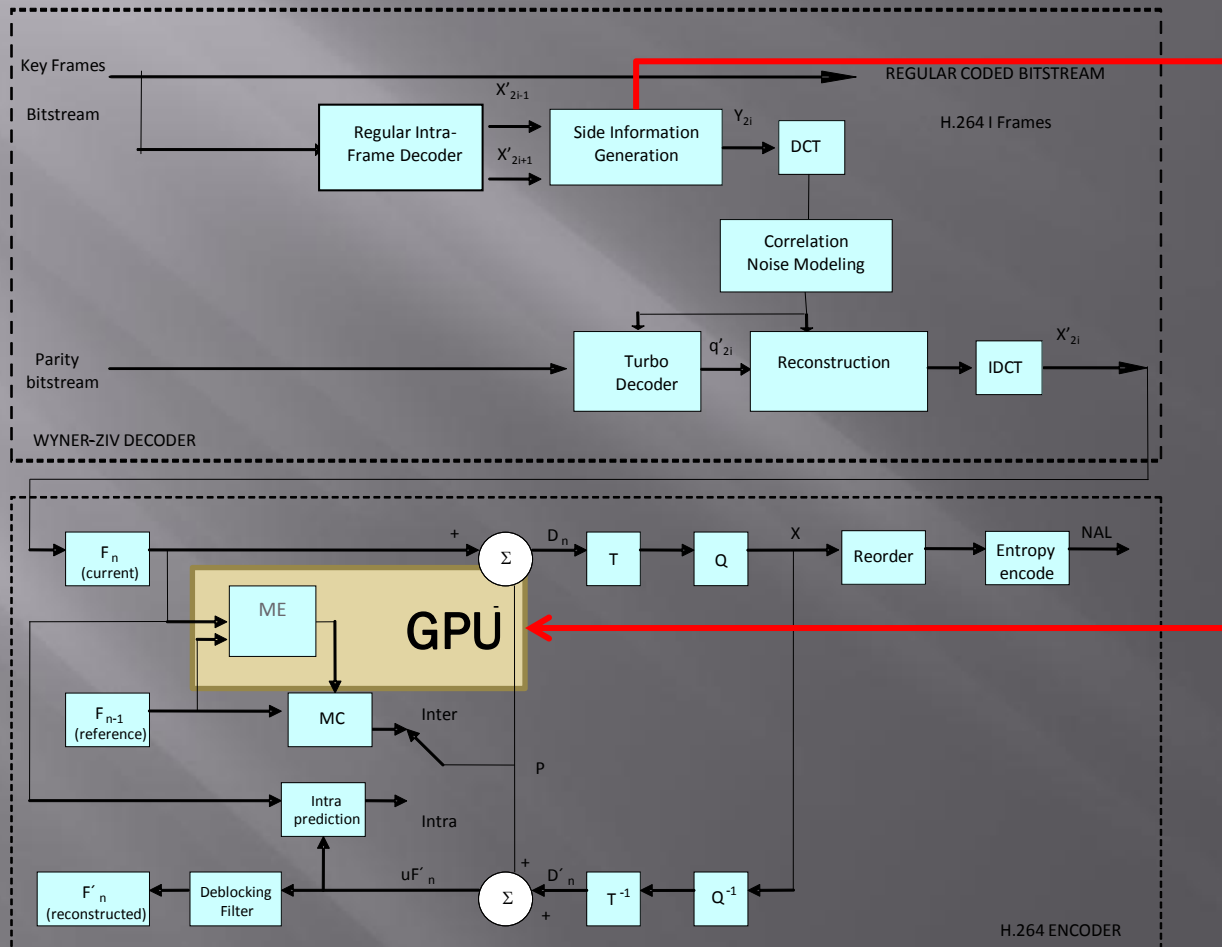 Key Frames
REGULAR CODED BITSTREAM
Bitstream
H.264 I Frames
X'2i-1
X'2i+1
Regular Intra-
Frame Decoder
Side Information
Generation
Y2i
DCT
Correlation
Noise Modeling
Parity
bitstream
Turbo
Decoder
q'2i
Reconstruction
IDCT
X'2i
WYNER-ZIV DECODER
Fn
(current)
+
Σ
Dn
T
Q
X
Reorder
Entropy
encode
NAL
ME
GPU
-
Fn-1
(reference)
MC
Inter
P
Intra
prediction
Intra
F´n
(reconstructed)
Deblocking
Filter
uF´n
Σ
+
+
D´n
T-1
Q-1
H.264 ENCODER